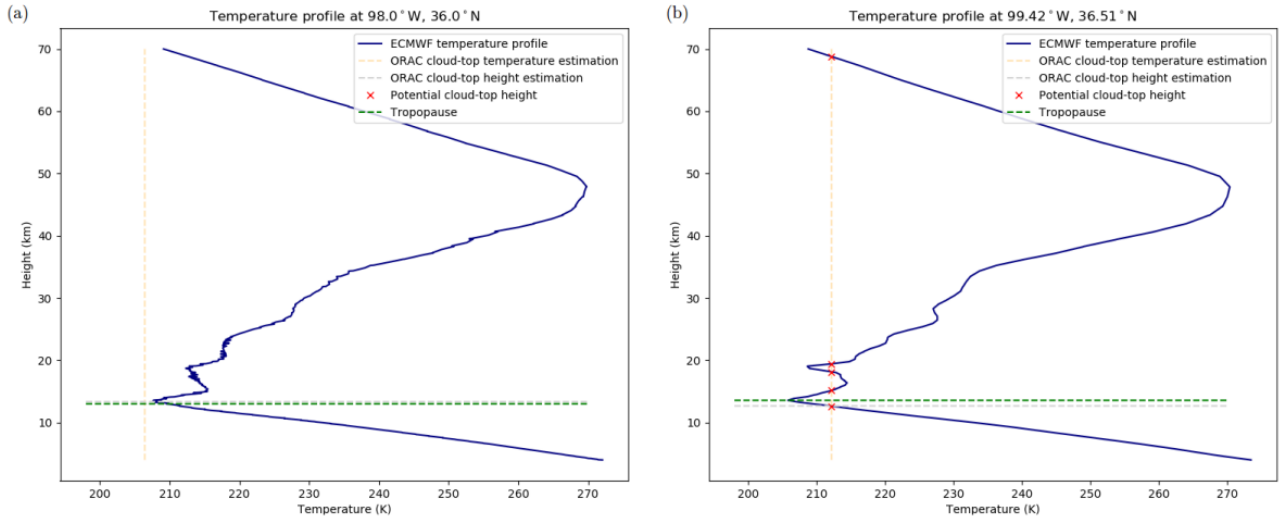 (a)
Temperature profile at 98.0°W, 36.0°N
ECMWF temperature profile
ORAC cloud-top temperature estimation
ORAC cloud-top height estimation
Potential cloud-top height
Tropopause
Height (km)
70
60
50
40
30
20
10
200 210 220 230 240 250 260 270
Temperature (K)
(b)
Temperature profile at 99.42°W, 36.51°N
ECMWF temperature profile
ORAC cloud-top temperature estimation
ORAC cloud-top height estimation
Potential cloud-top height
Tropopause
Height (km)
70
60
50
40
30
20
10
200 210 220 230 240 250 260 270
Temperature (K)